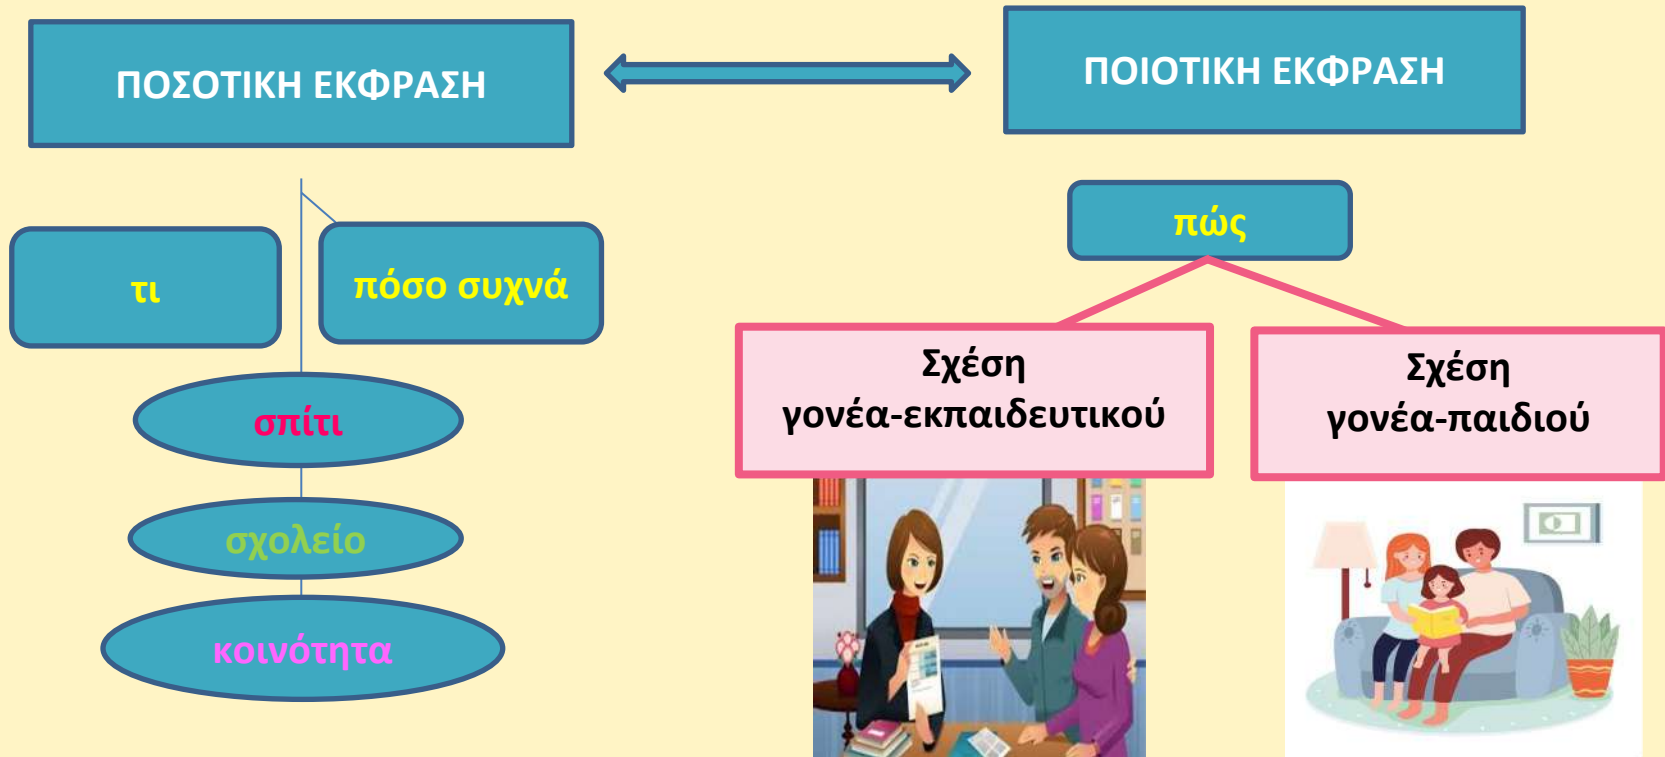 ΠΟΣΟΤΙΚΗ ΕΚΦΡΑΣΗ
ΠΟΙΟΤΙΚΗ ΕΚΦΡΑΣΗ
τι
πόσο συχνά
σπίτι
σχολείο
κοινότητα
πώς
Σχέση
γονέα-εκπαιδευτικού
Σχέση
γονέα-παιδιού